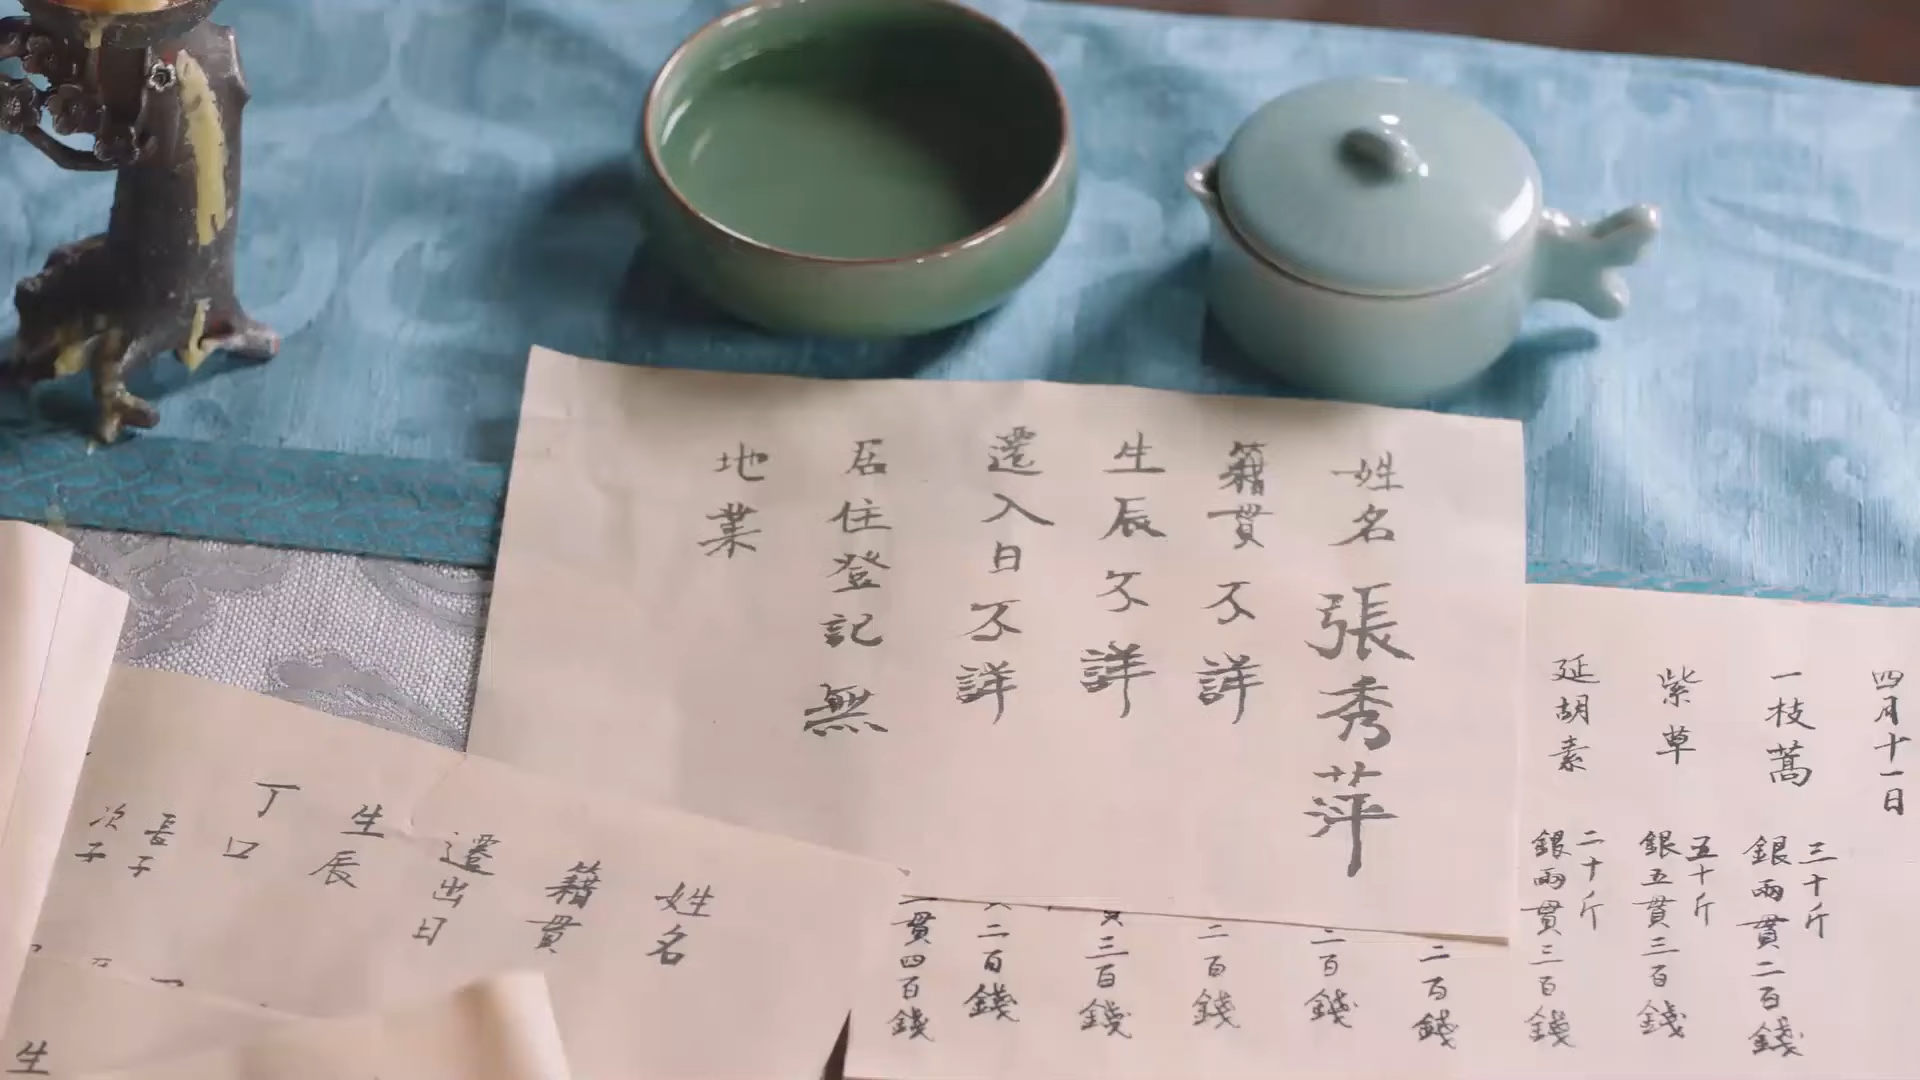 姓名 張秀萍
籍貫 不詳
生辰 不詳
遷入日 不詳
居住登記 無
地業
四月十一日
一枝蒿 三十斤
銀兩貫二百錢
紫草 五十斤
銀五貫三百錢
延胡素 二十斤
銀兩貫三百錢
二百錢
二百錢
二百錢
三百錢
二百錢
貫四百錢
姓名
籍貫
遷出日
生辰
丁口
長子
次子
生